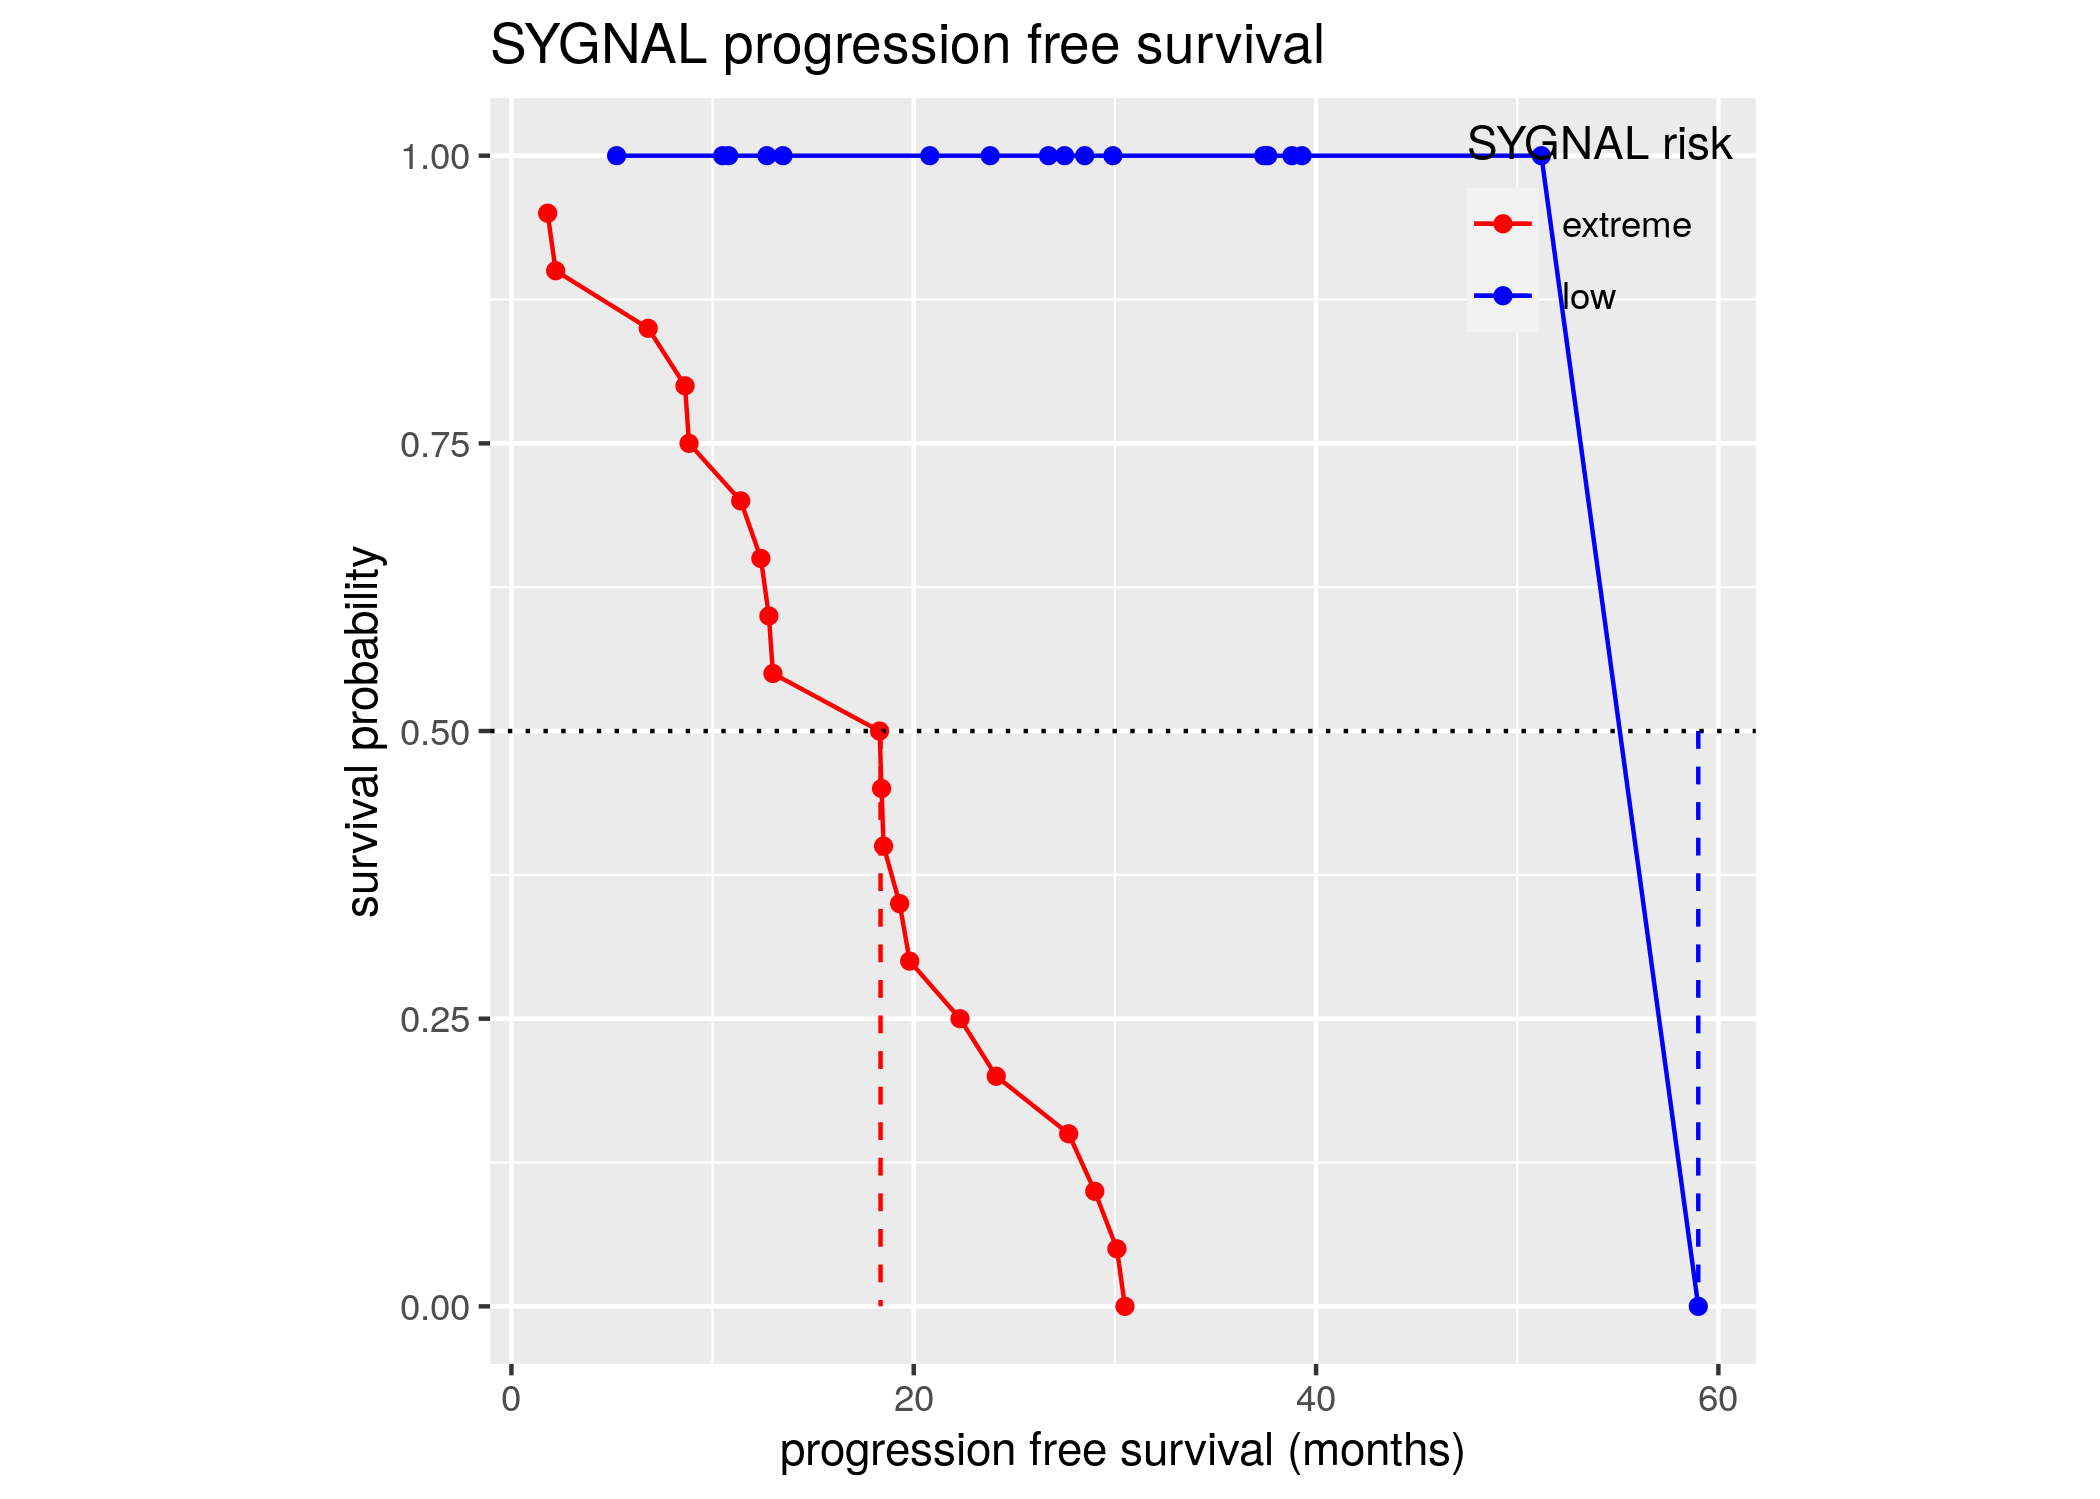 SYGNAL progression free survival
SYGNAL risk
extreme
low
1.00
0.75
0.50
0.25
0.00
survival probability
0
20
40
60
progression free survival (months)